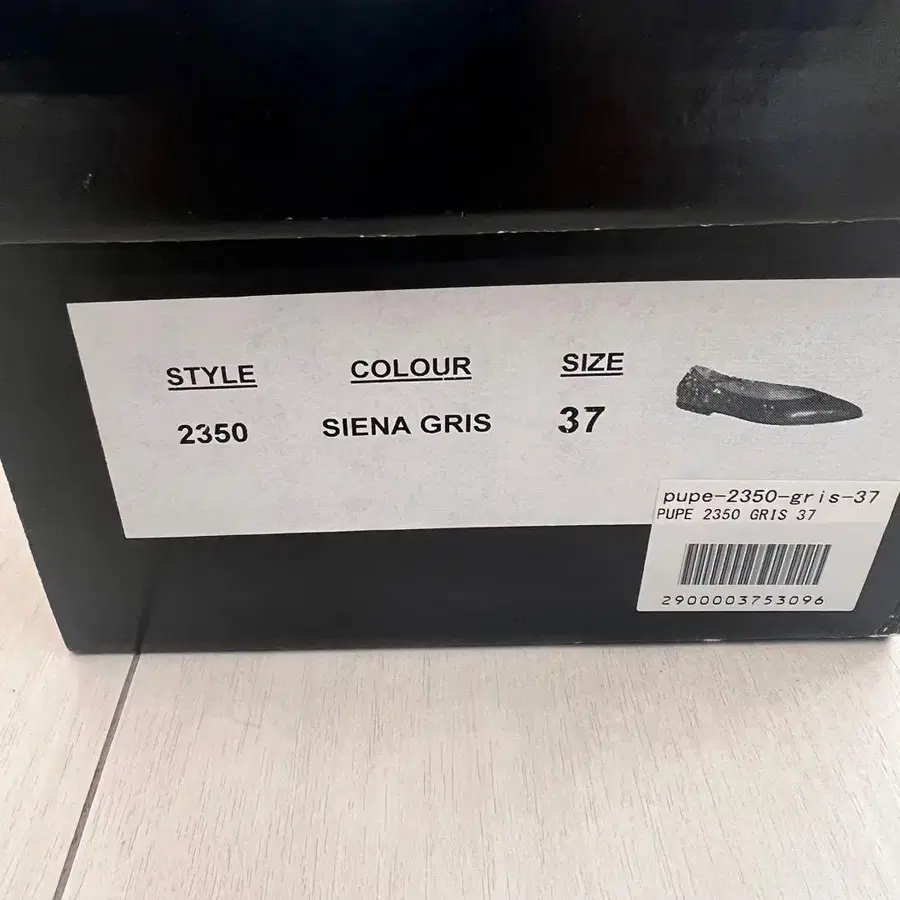 STYLE COLOUR SIZE
2350 SIENA GRIS 37
pupe-2350-gris-37
PUPE 2350 GRIS 37
2900003753096